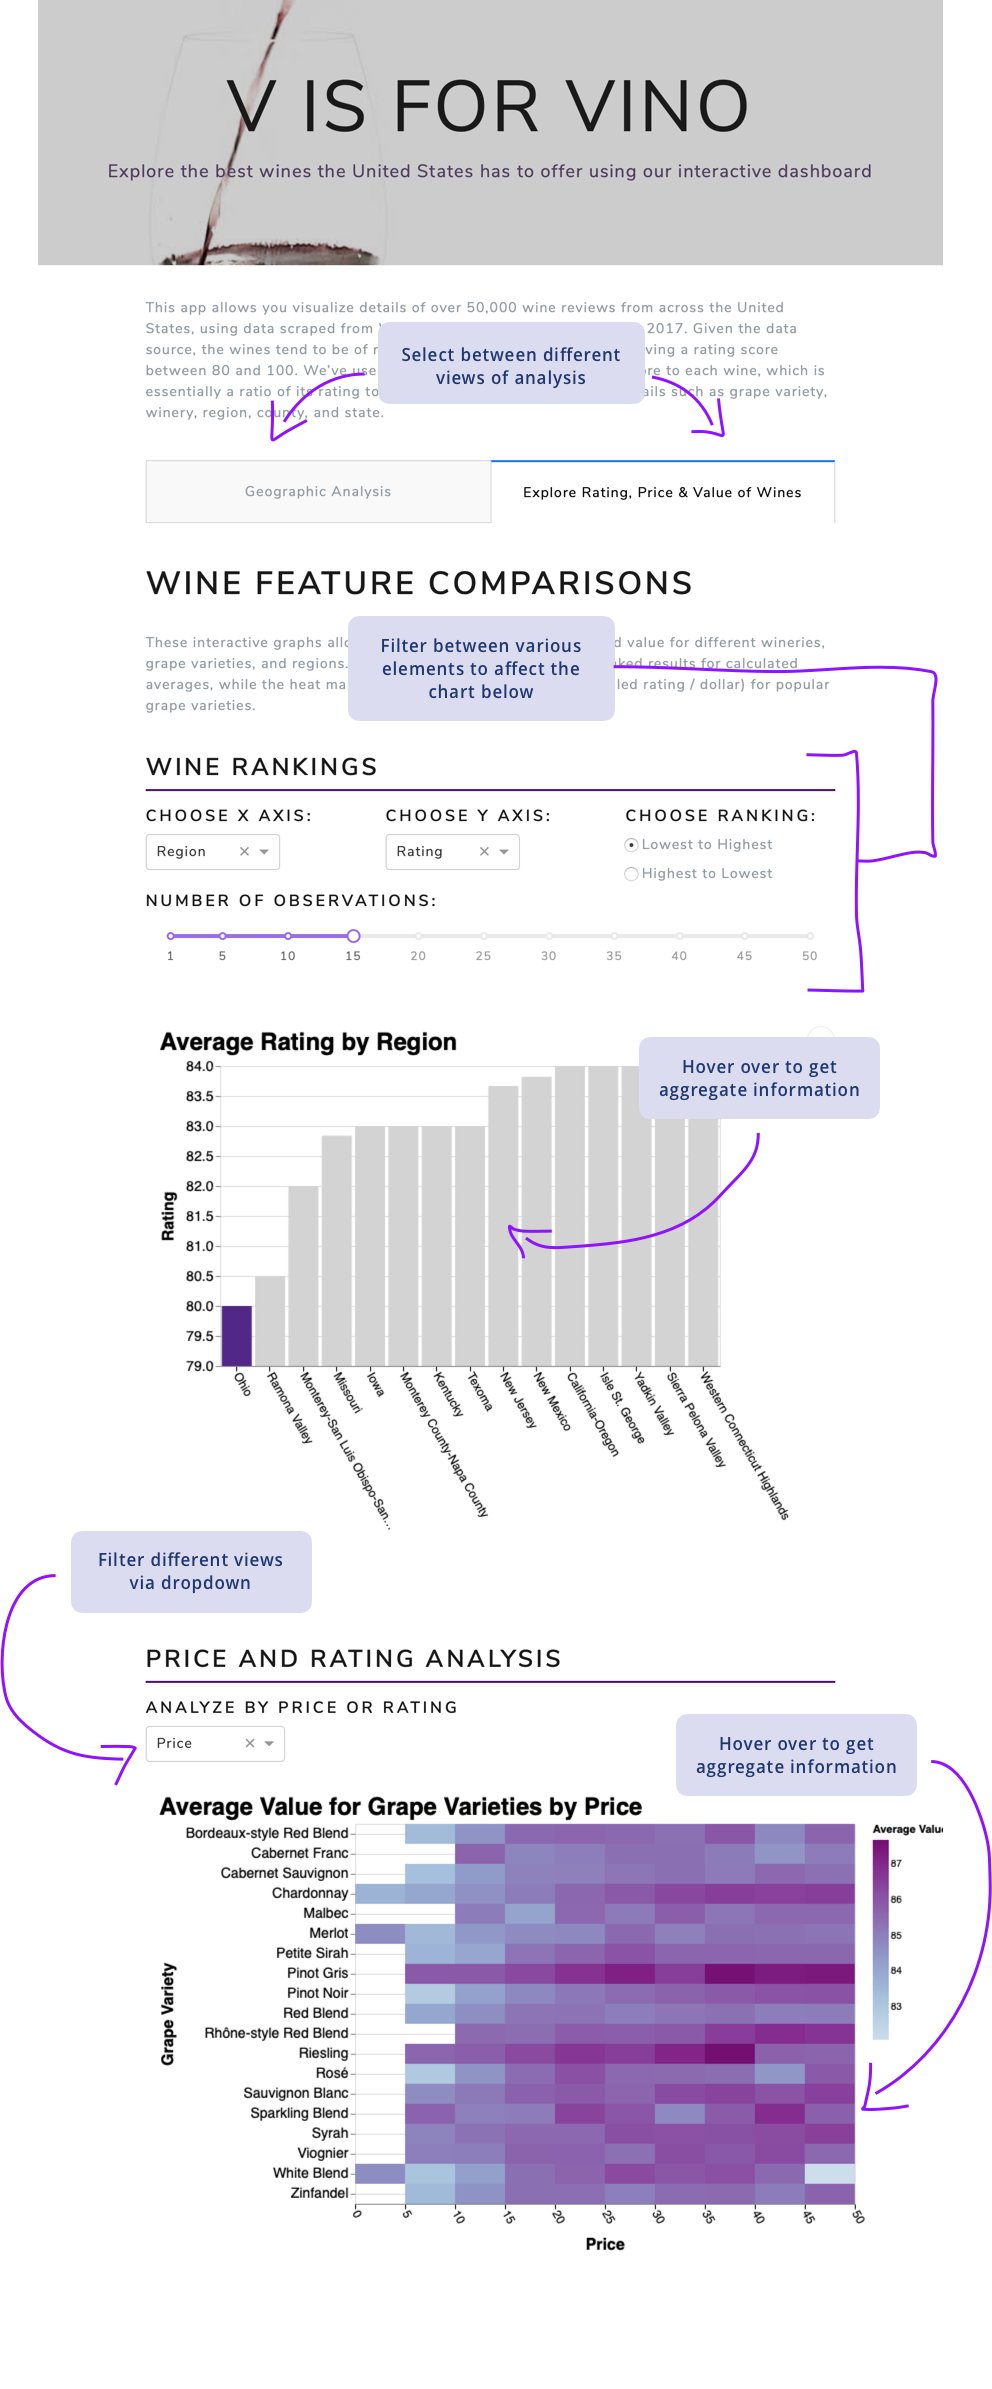 V IS FOR VINO
Explore the best wines the United States has to offer using our interactive dashboard
This app allows you visualize details of over 50,000 wine reviews from across the United
States, using data scraped from 2017. Given the data
source, the wines tend to be of rating score
between 80 and 100. We've to each wine, which is
essentially a ratio of its rating to such as grape variety,
winery, region, county, and state.
Select between different
views of analysis
Geographic Analysis
Explore Rating, Price & Value of Wines
WINE FEATURE COMPARISONS
These interactive graphs value for different wineries,
grape varieties, and regions. results for calculated
averages, while the heat rating / dollar) for popular
grape varieties.
Filter between various
elements to affect the
chart below
WINE RANKINGS
CHOOSE X AXIS:
Region
CHOOSE Y AXIS:
Rating
CHOOSE RANKING:
Lowest to Highest
Highest to Lowest
NUMBER OF OBSERVATIONS:
1 5 10 15 20 25 30 35 40 45 50
Average Rating by Region
Hover over to get
aggregate information
84.0
83.5
83.0
82.5
82.0
81.5
81.0
80.5
80.0
79.5
79.0
Rating
Ohio
Ramona Valley
Monterey-San Luis Obispo-San...
Missouri
Iowa
Monterey County-Napa County
Kentucky
Texoma
New Jersey
New Mexico
California-Oregon
Isle St. George
Yadkin Valley
Sierra Pelona Valley
Western Connecticut Highlands
Filter different views
via dropdown
PRICE AND RATING ANALYSIS
ANALYZE BY PRICE OR RATING
Price
Hover over to get
aggregate information
Average Value for Grape Varieties by Price
Grape Variety
Bordeaux-style Red Blend
Cabernet Franc
Cabernet Sauvignon
Chardonnay
Malbec
Merlot
Petite Sirah
Pinot Gris
Pinot Noir
Red Blend
Rhône-style Red Blend
Riesling
Rosé
Sauvignon Blanc
Sparkling Blend
Syrah
Viognier
White Blend
Zinfandel
0 5 10 15 20 25 30 35 40 45 50
Price
Average Value
87
86
85
84
83